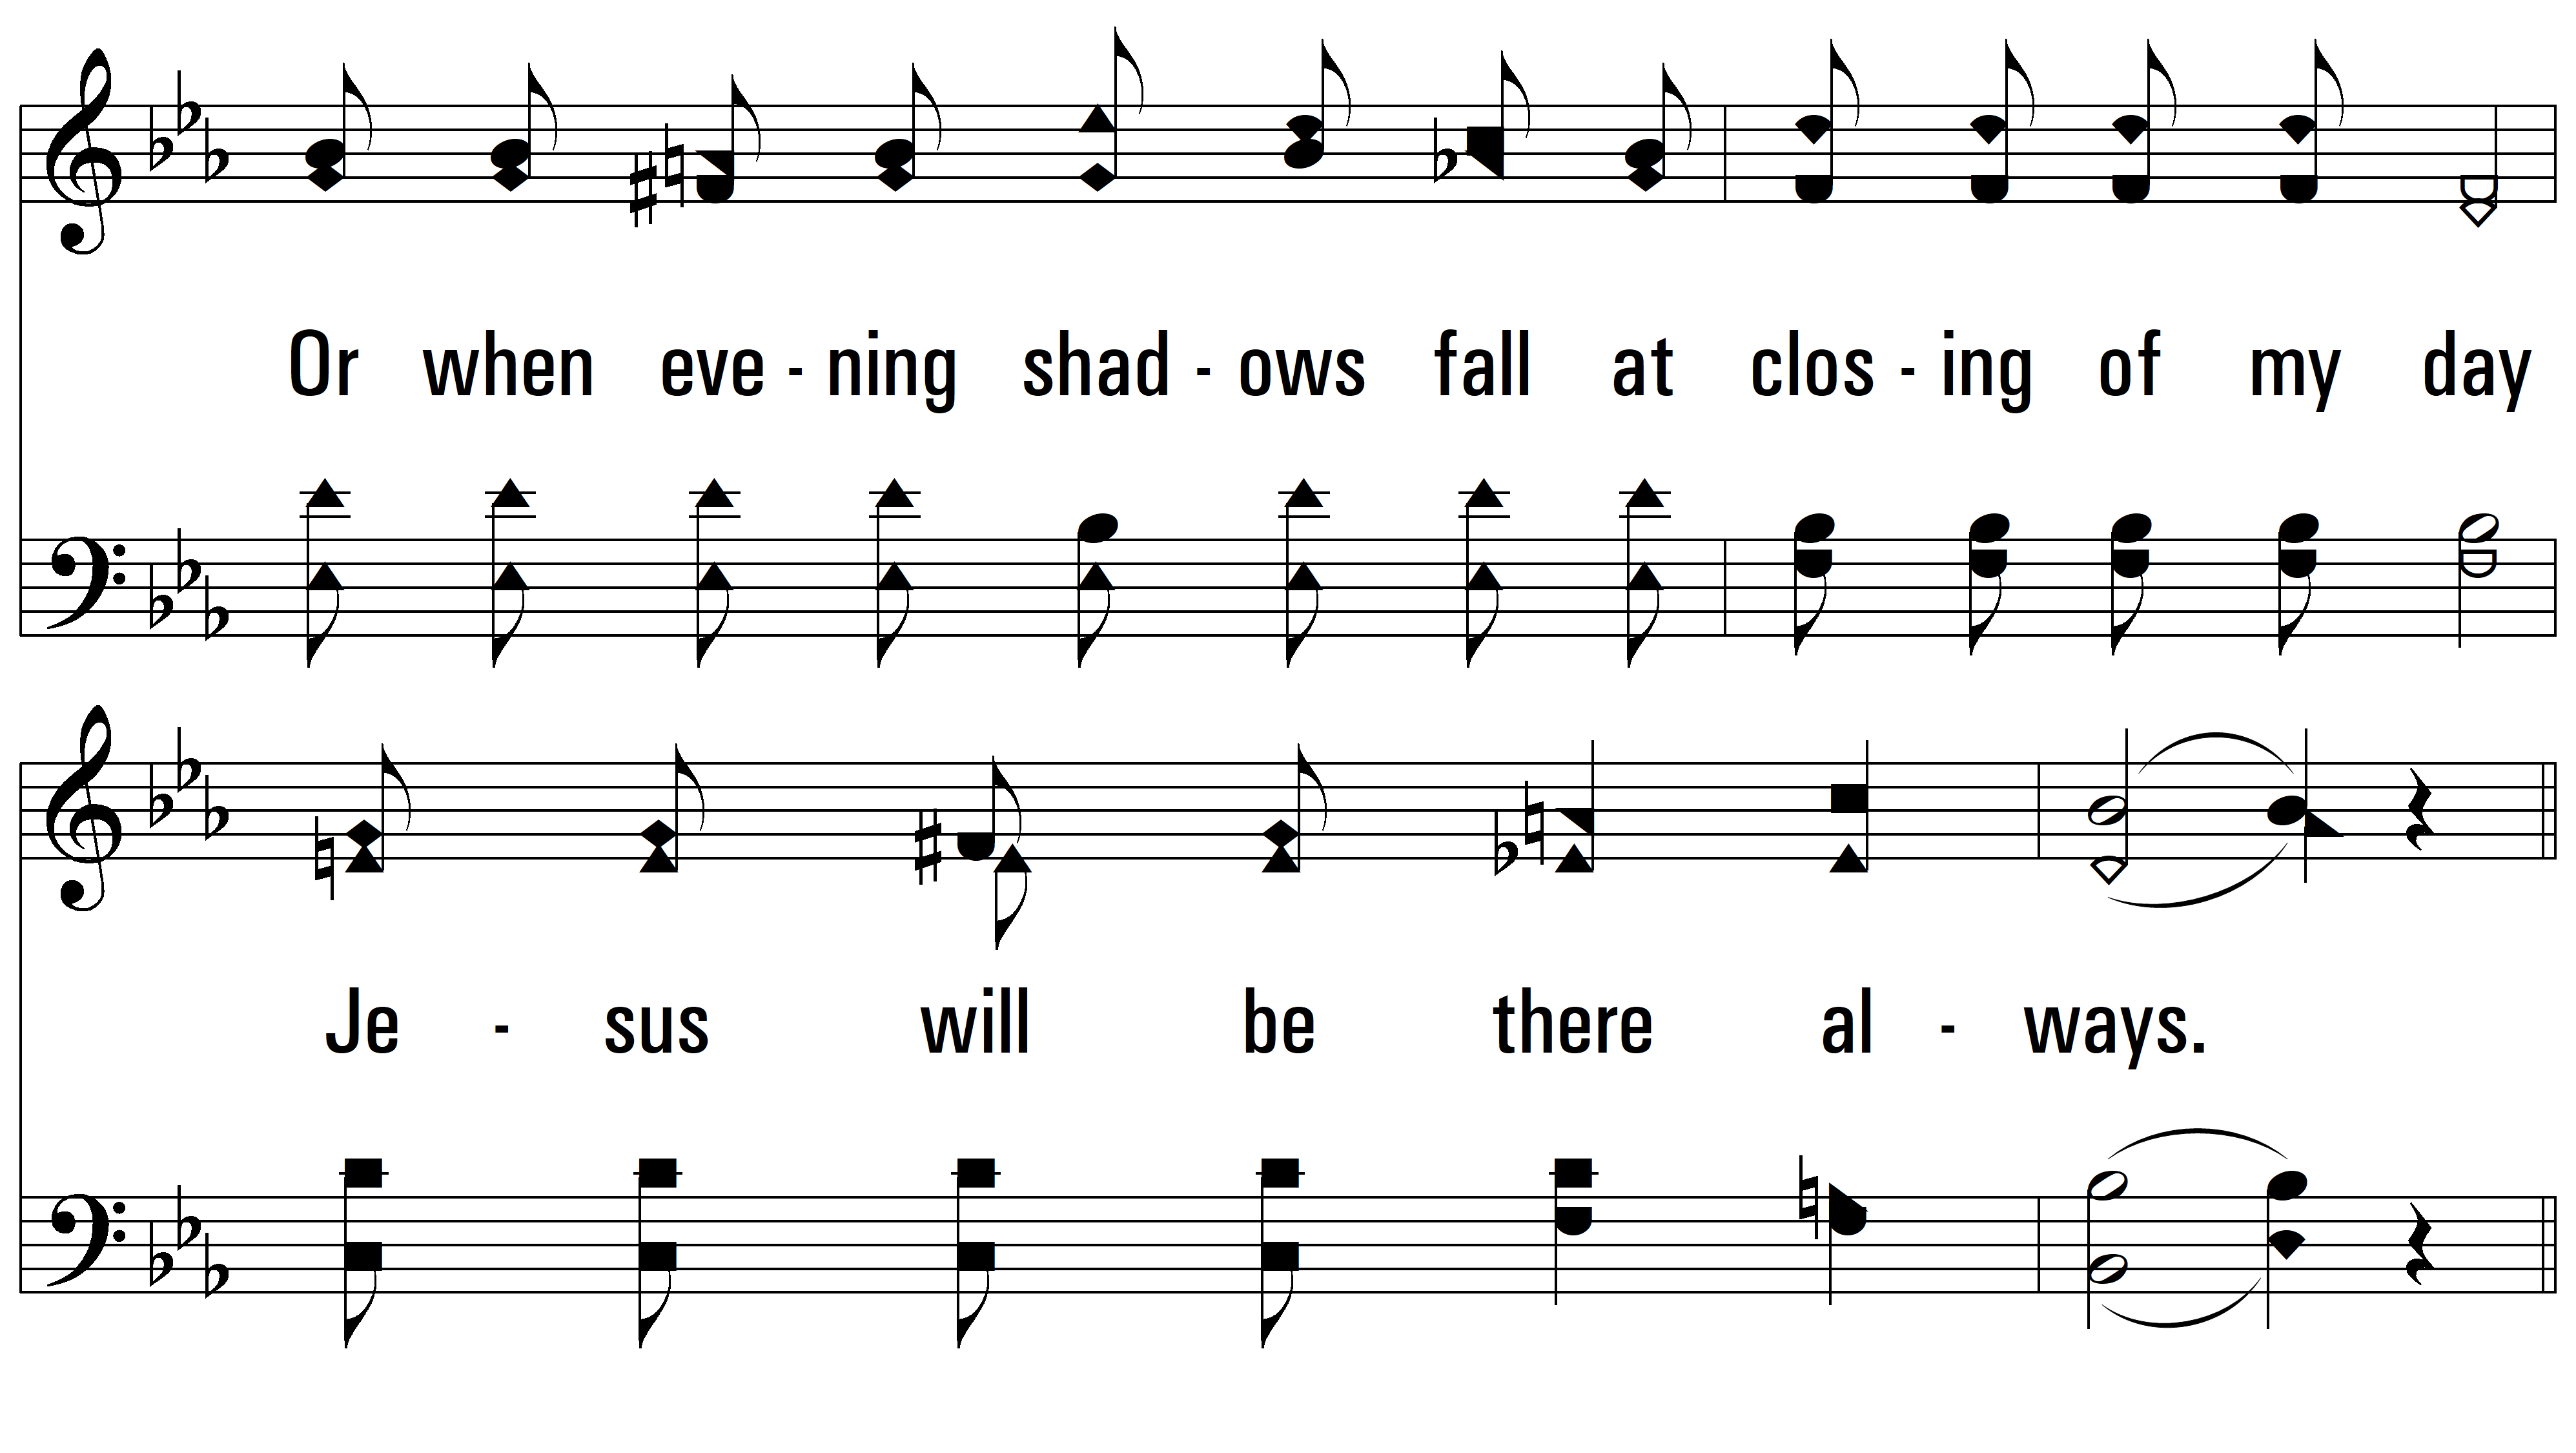 Or when eve - ning shad - ows fall at clos - ing of my day
Je - sus will be there al - ways.